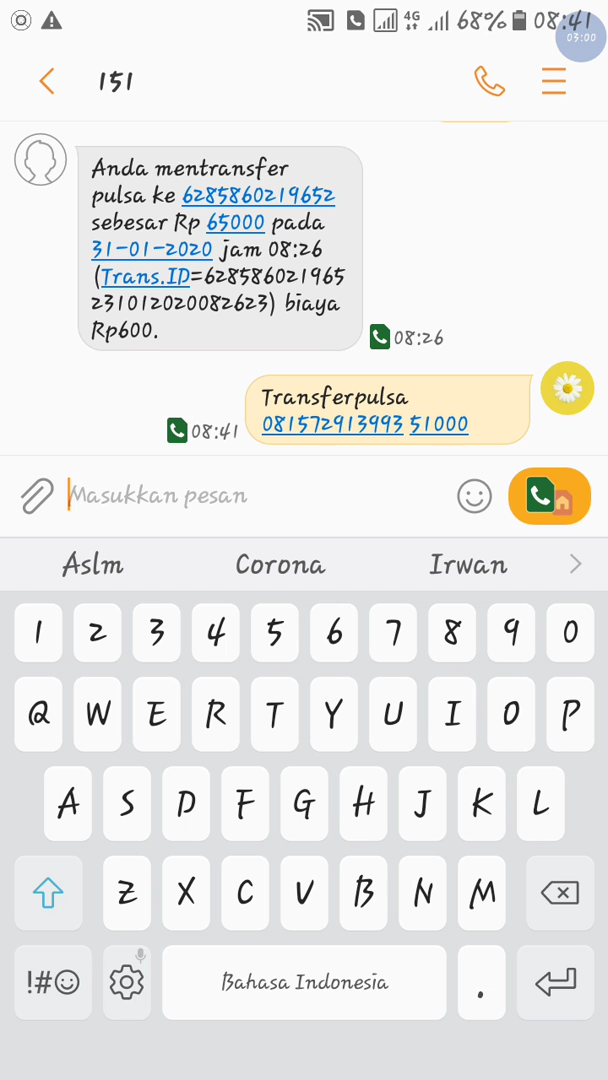 4G 68% 08:41
03:00
151
Anda mentransfer
pulsa ke 6285860219652
sebesar Rp 65000 pada
31-01-2020 jam 08:26
(Trans.ID=628586021965
231012020082623) biaya
Rp600.
08:26
Transferpulsa
081572913993 51000
08:41
Masukkan pesan
Aslm Corona Irwan
1 2 3 4 5 6 7 8 9 0
Q W E R T Y U I O P
A S D F G H J K L
Z X C V B N M
!#☺ Bahasa Indonesia .